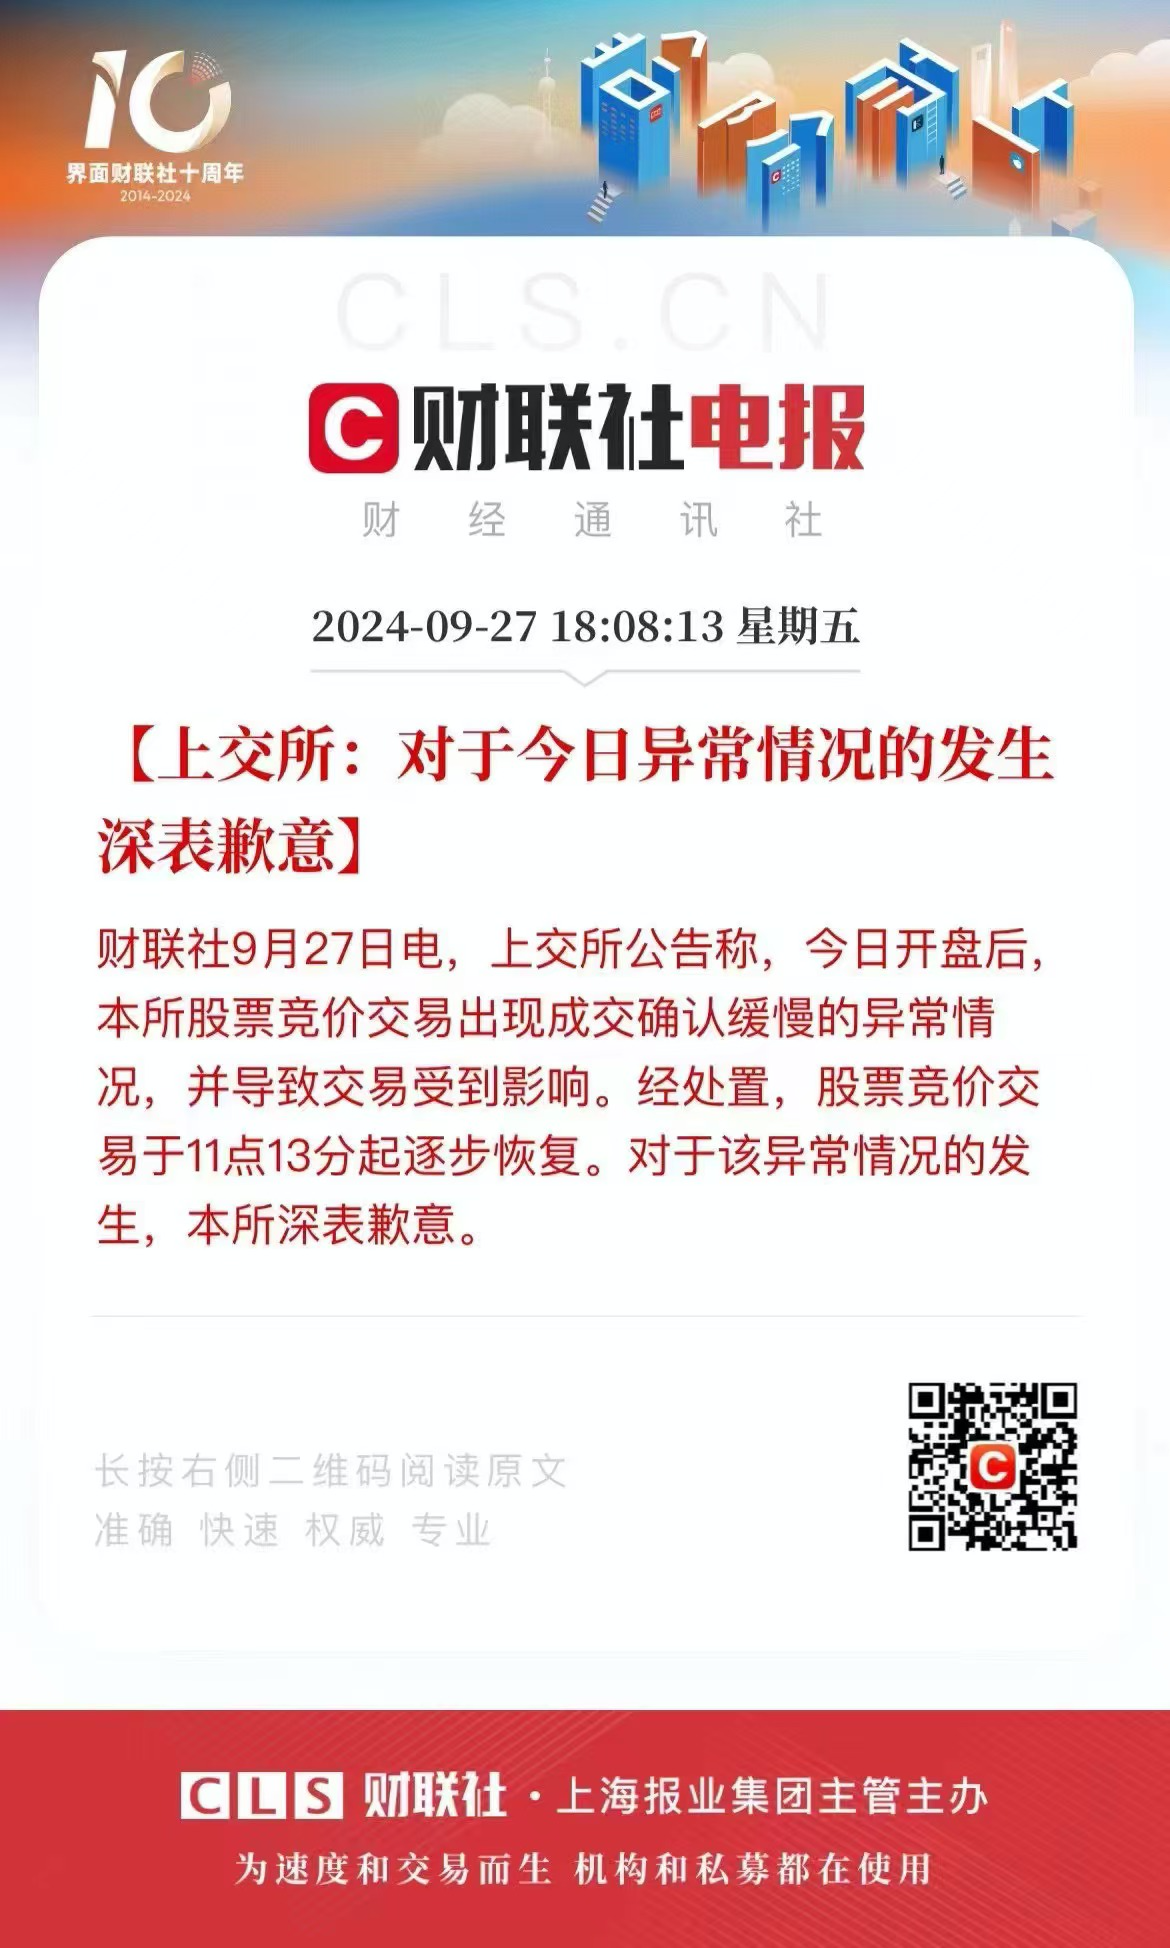 10
界面财联社十周年
2014-2024
CLS.CN
C 财联社电报
财经通讯社
2024-09-27 18:08:13 星期五
【上交所：对于今日异常情况的发生
深表歉意】
财联社9月27日电，上交所公告称，今日开盘后，
本所股票竞价交易出现成交确认缓慢的异常情
况，并导致交易受到影响。经处置，股票竞价交
易于11点13分起逐步恢复。对于该异常情况的发
生，本所深表歉意。
长按右侧二维码阅读原文
准确 快速 权威 专业
C
CLS 财联社·上海报业集团主管主办
为速度和交易而生 机构和私募都在使用